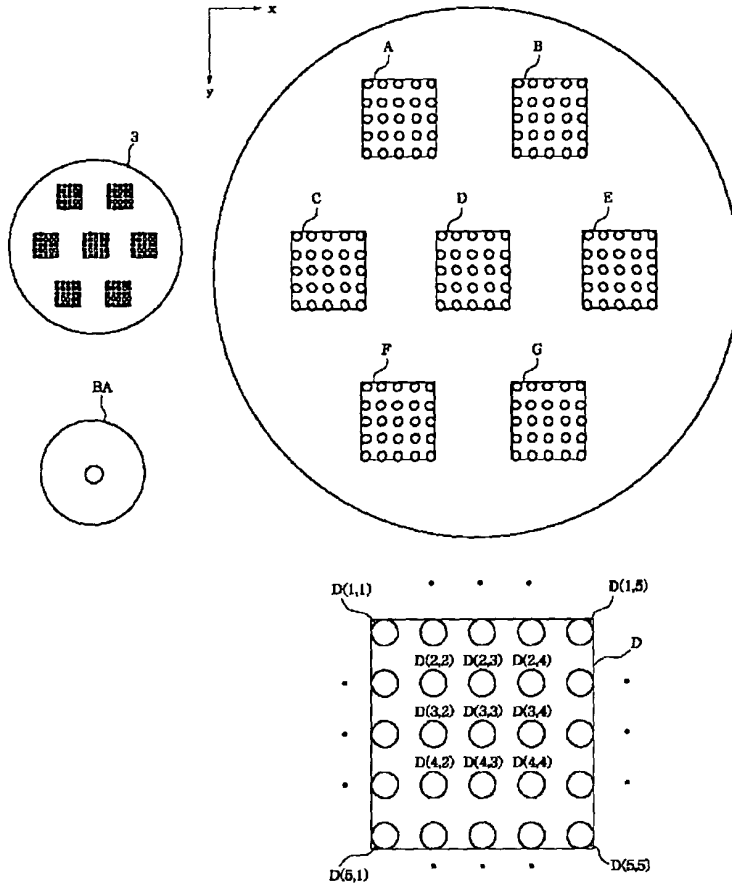 x
y
A B
3
C D E
F G
BA
D(1,1) D(1,5)
D
D(2,2) D(2,3) D(2,4)
D(3,2) D(3,3) D(3,4)
D(4,2) D(4,3) D(4,4)
D(5,1) D(5,5)